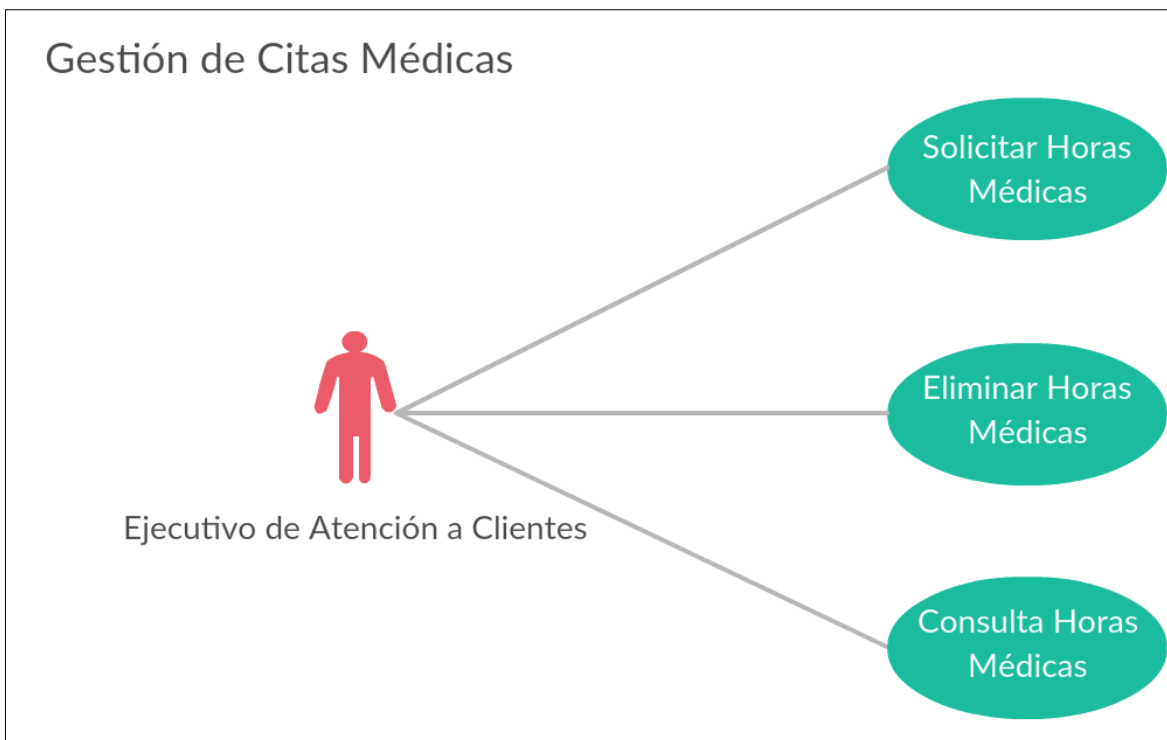 Gestión de Citas Médicas
Solicitar Horas
Médicas
Eliminar Horas
Médicas
Ejecutivo de Atención a Clientes
Consulta Horas
Médicas